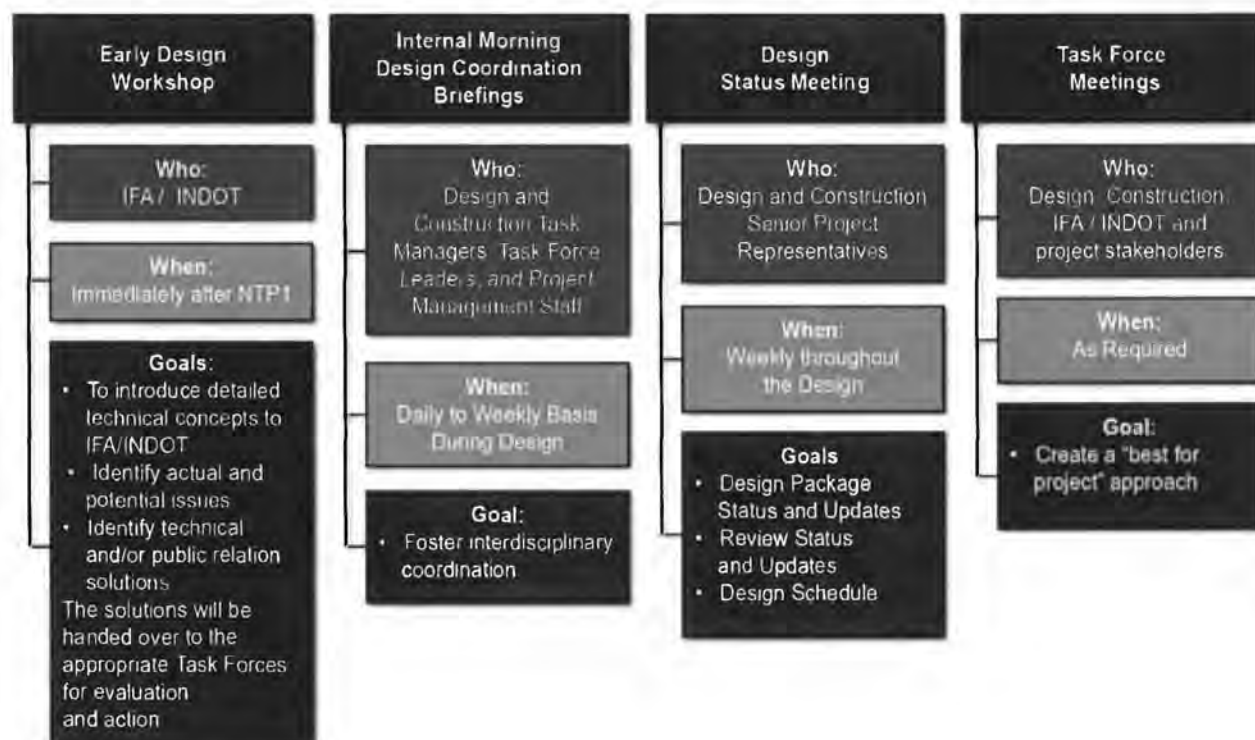 Early Design
Workshop
Who:
IFA / INDOT
When:
Immediately after NTP1
Goals:
• To introduce detailed
technical concepts to
IFA/INDOT
• Identify actual and
potential issues
• Identify technical
and/or public relation
solutions
The solutions will be
handed over to the
appropriate Task Forces
for evaluation
and action
Internal Morning
Design Coordination
Briefings
Who:
Design and
Construction Task
Managers, Task Force
Leaders, and Project
Management Staff
When:
Daily to Weekly Basis
During Design
Goal:
• Foster interdisciplinary
coordination
Design
Status Meeting
Who:
Design and Construction
Senior Project
Representatives
When:
Weekly throughout
the Design
Goals
• Design Package
Status and Updates
• Review Status
and Updates
• Design Schedule
Task Force
Meetings
Who:
Design Construction
IFA / INDOT and
project stakeholders
When:
As Required
Goal:
• Create a "best for
project" approach